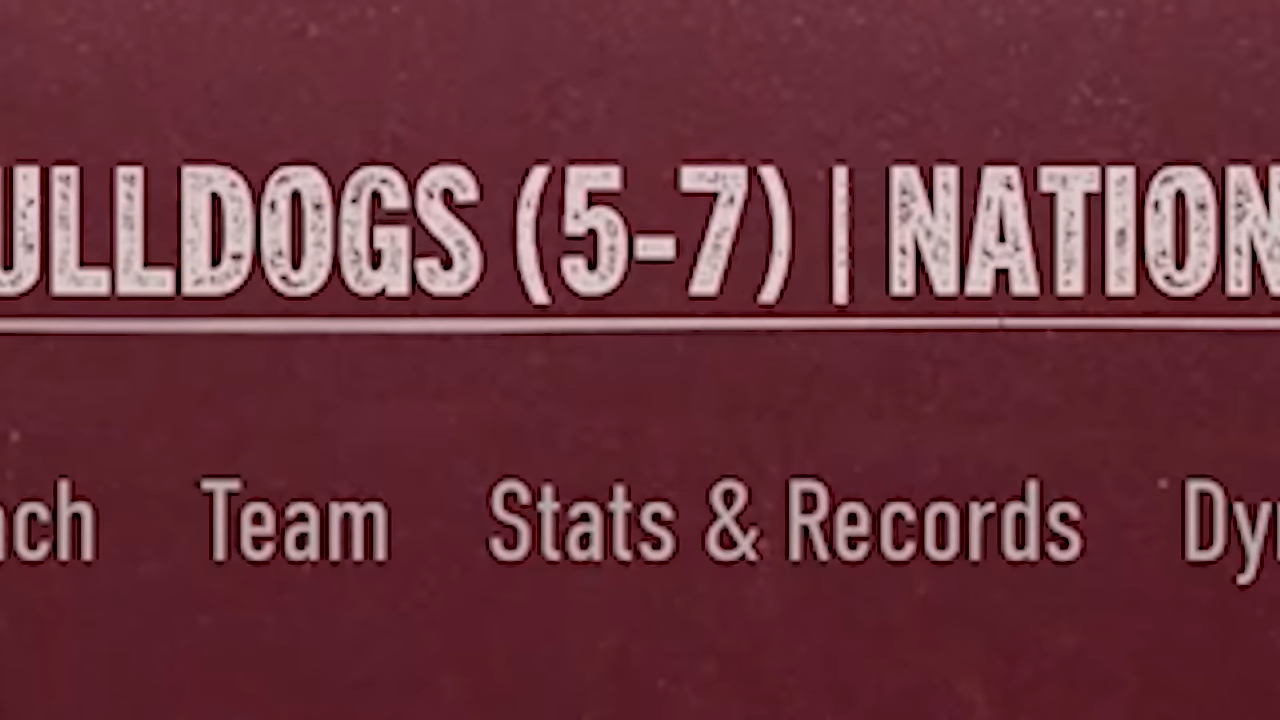 ULLDOGS (5-7) | NATION
ach Team Stats & Records Dy